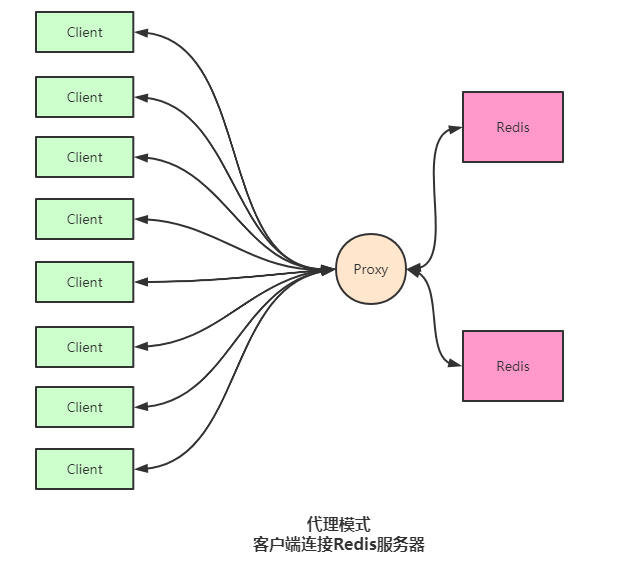 Client
Client
Client
Client
Client
Client
Client
Client
Proxy
Redis
Redis
代理模式
客户端连接Redis服务器